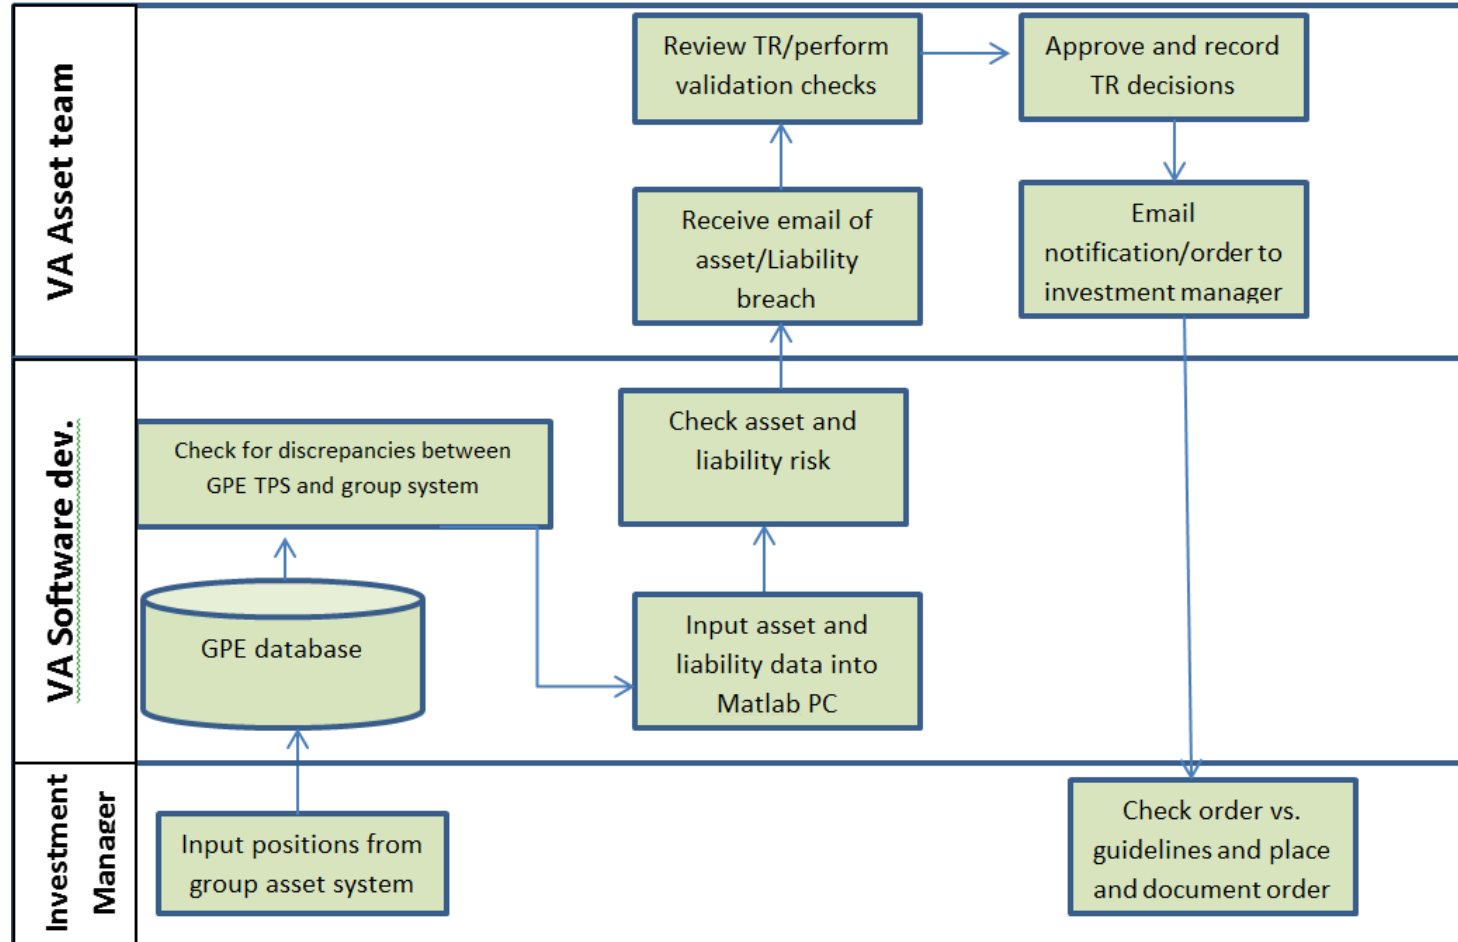 VA Asset team
Review TR/perform
validation checks
Approve and record
TR decisions
Receive email of
asset/Liability
breach
Email
notification/order to
investment manager
VA Software dev.
Check for discrepancies between
GPE TPS and group system
Check asset and
liability risk
GPE database
Input asset and
liability data into
Matlab PC
Investment
Manager
Input positions from
group asset system
Check order vs.
guidelines and place
and document order